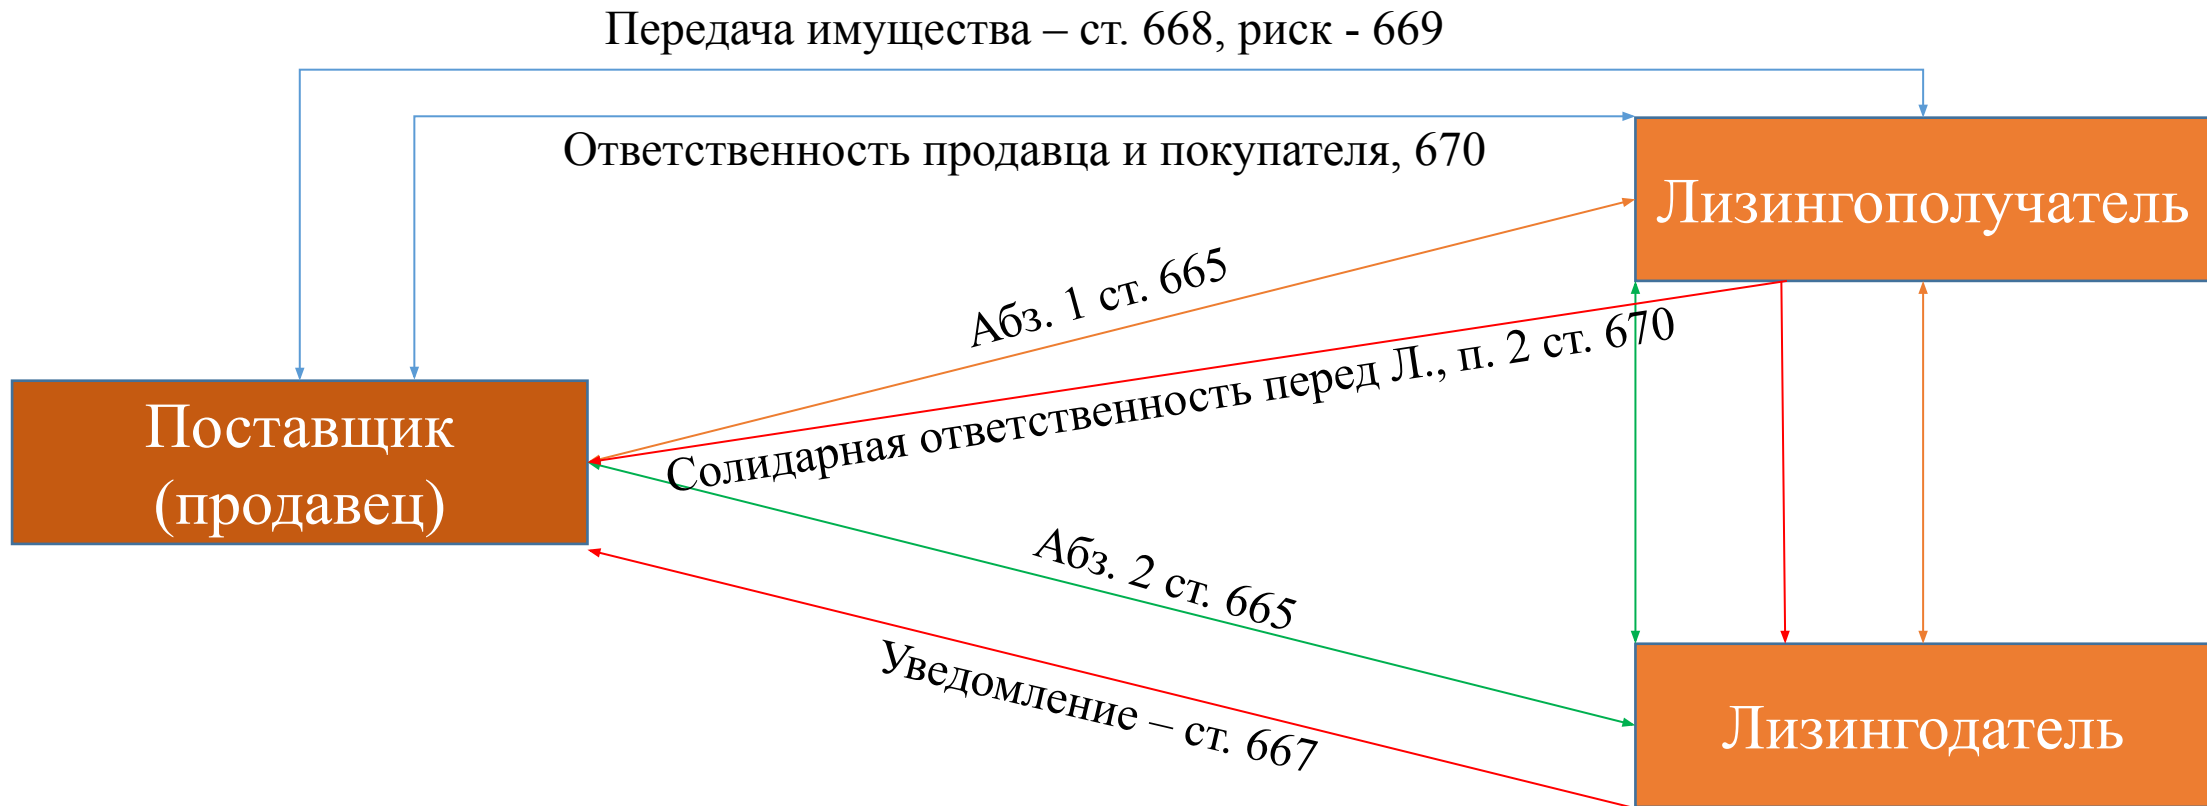 Передача имущества – ст. 668, риск - 669
Ответственность продавца и покупателя, 670
Лизингополучатель
Абз. 1 ст. 665
Солидарная ответственность перед Л., п. 2 ст. 670
Поставщик
(продавец)
Абз. 2 ст. 665
Уведомление – ст. 667
Лизингодатель